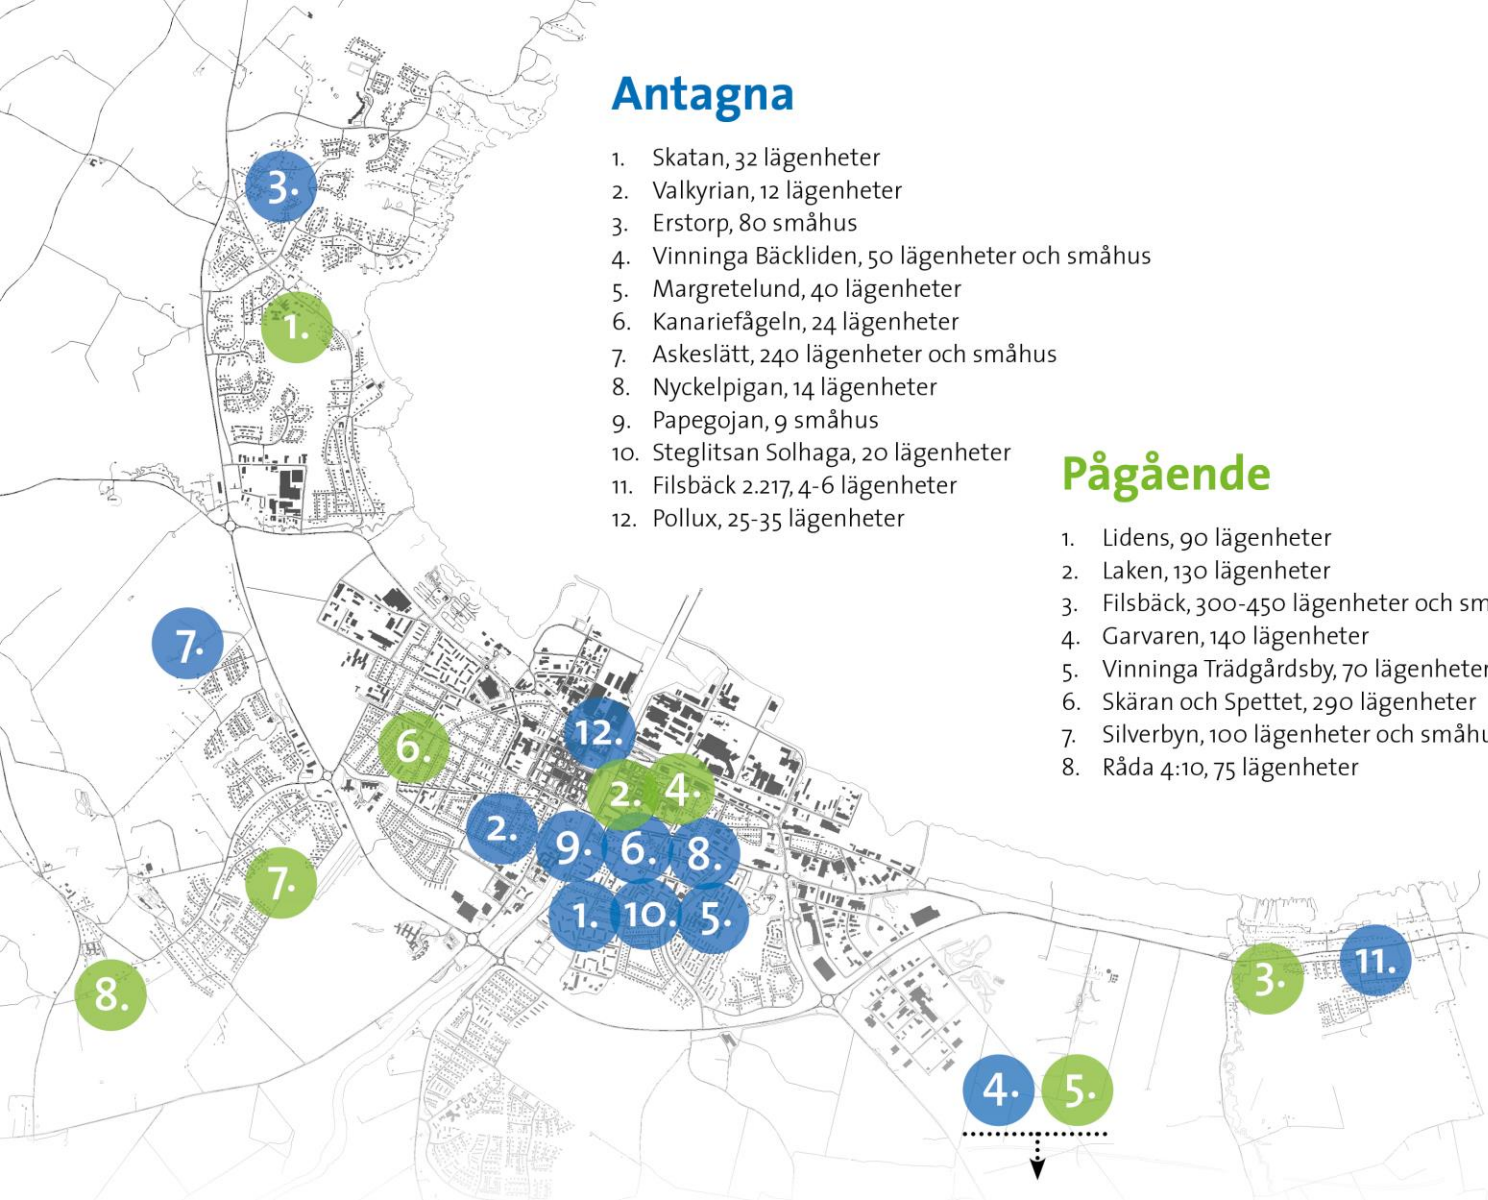 Antagna
1. Skatan, 32 lägenheter
2. Valkyrian, 12 lägenheter
3. Erstorp, 80 småhus
4. Vinninga Bäckliden, 50 lägenheter och småhus
5. Margretelund, 40 lägenheter
6. Kanariefågeln, 24 lägenheter
7. Askeslätt, 240 lägenheter och småhus
8. Nyckelpigan, 14 lägenheter
9. Papegojan, 9 småhus
10. Steglitsan Solhaga, 20 lägenheter
11. Filsbäck 2.217, 4-6 lägenheter
12. Pollux, 25-35 lägenheter
Pågående
1. Lidens, 90 lägenheter
2. Laken, 130 lägenheter
3. Filsbäck, 300-450 lägenheter och sm
4. Garvaren, 140 lägenheter
5. Vinninga Trädgårdsby, 70 lägenheter
6. Skäran och Spettet, 290 lägenheter
7. Silverbyn, 100 lägenheter och småhu
8. Råda 4:10, 75 lägenheter
3.
1.
7.
12.
6.
2.
4.
2.
9.
6.
8.
7.
1.
10.
5.
8.
3.
11.
4.
5.